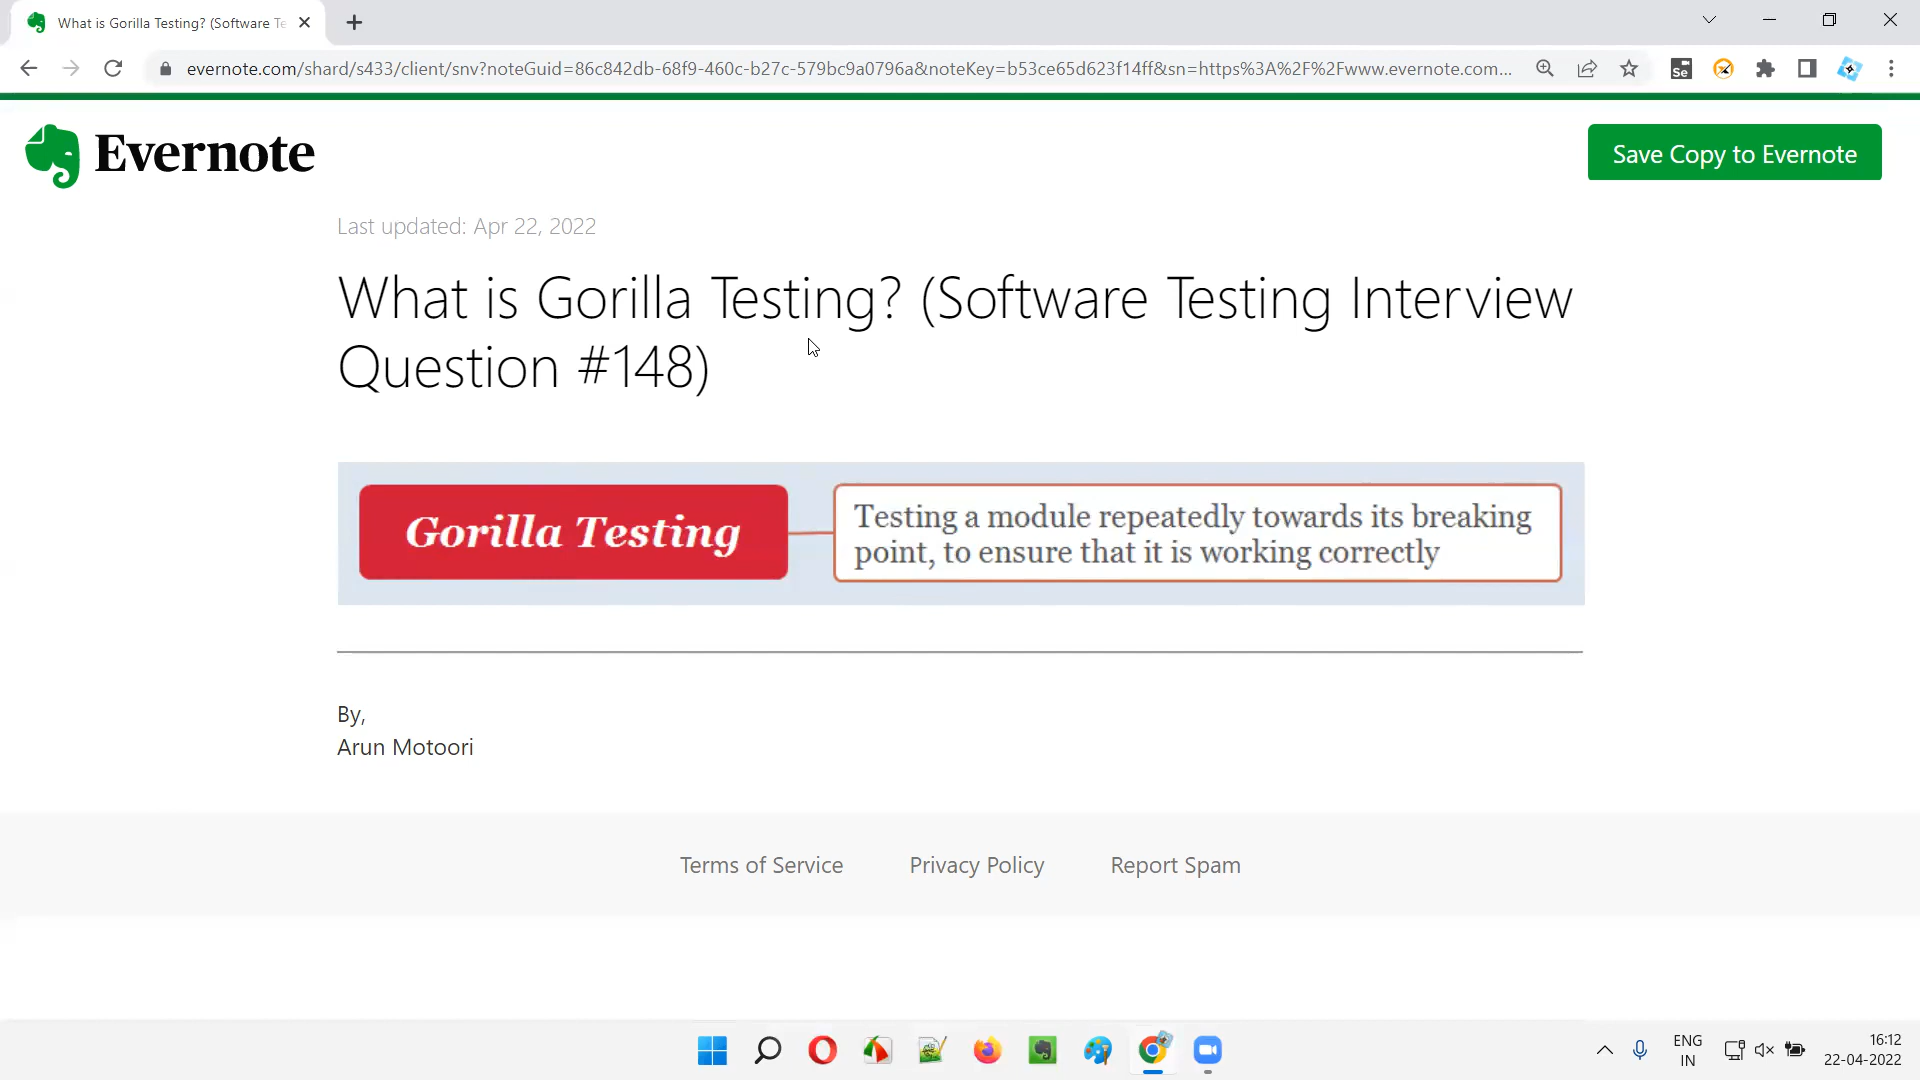 What is Gorilla Testing? (Software Te
evernote.com/shard/s433/client/snv?noteGuid=86c842db-68f9-460c-b27c-579bc9a0796a&noteKey=b53ce65d623f14ff&sn=https%3A%2F%2Fwww.evernote.com...
Se
Evernote
Save Copy to Evernote
Last updated: Apr 22, 2022
What is Gorilla Testing? (Software Testing Interview
Question #148)
Gorilla Testing
Testing a module repeatedly towards its breaking
point, to ensure that it is working correctly
By,
Arun Motoori
Terms of Service
Privacy Policy
Report Spam
ENG
IN
16:12
22-04-2022